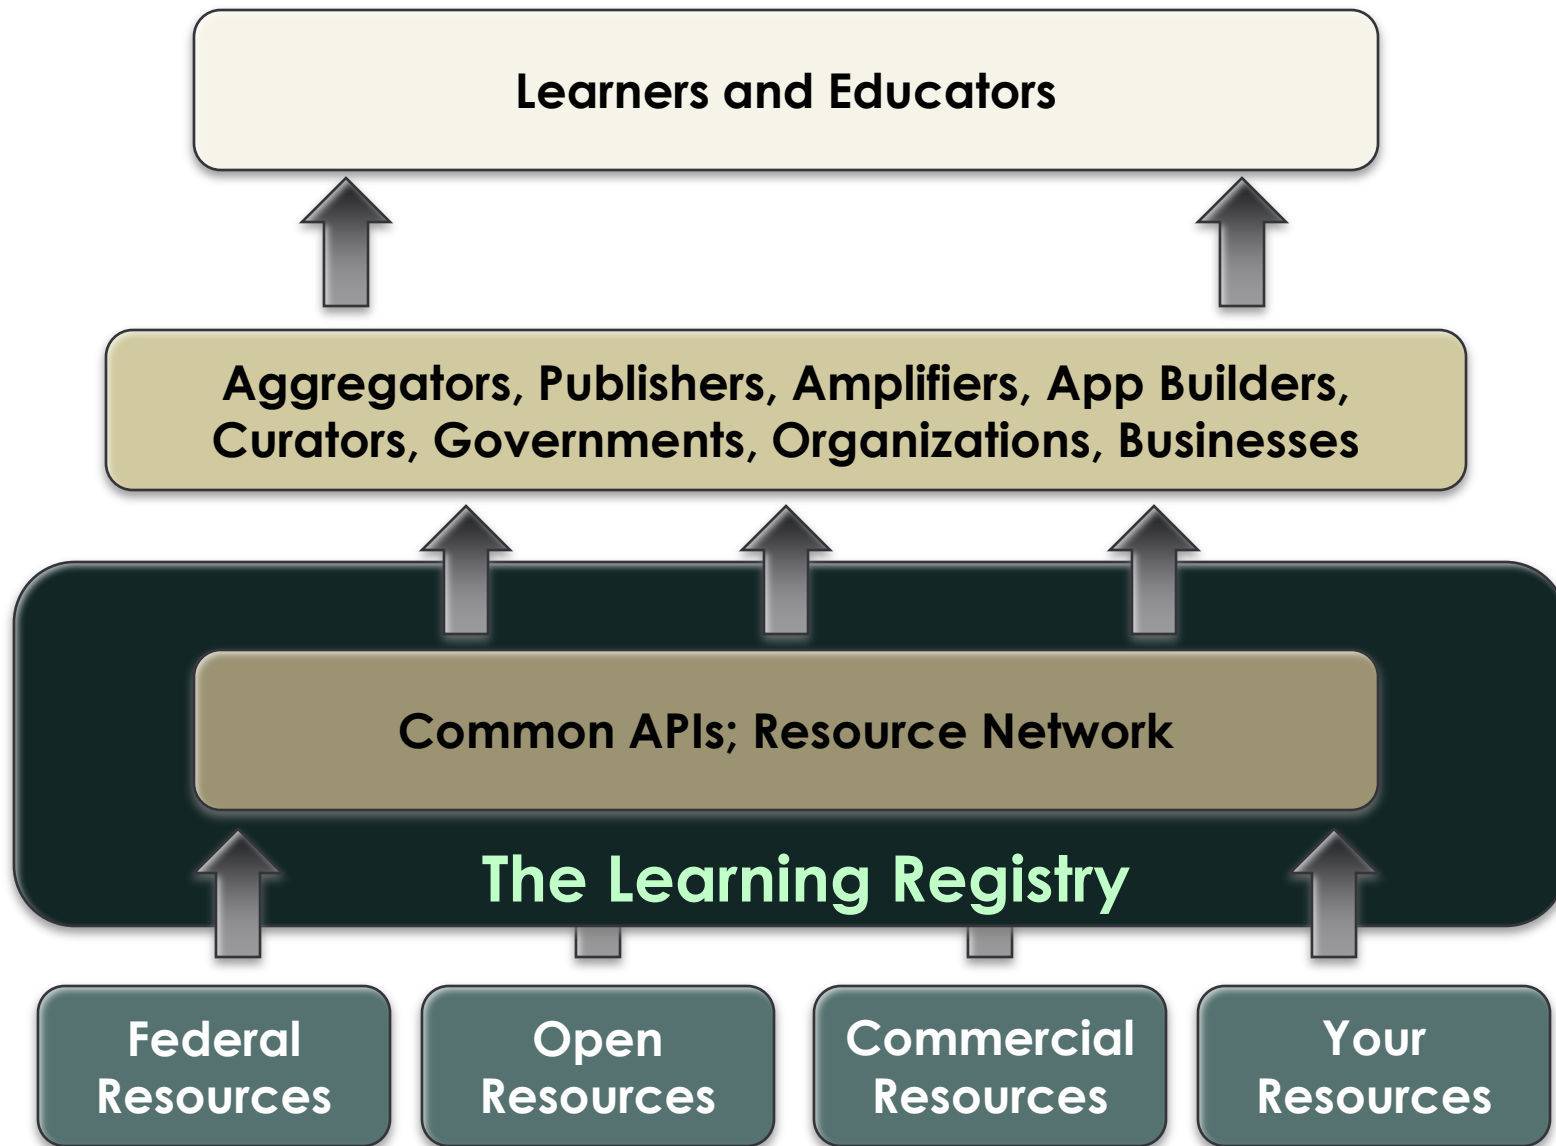 Learners and Educators
Aggregators, Publishers, Amplifiers, App Builders,
Curators, Governments, Organizations, Businesses
Common APIs; Resource Network
The Learning Registry
Federal
Resources
Open
Resources
Commercial
Resources
Your
Resources